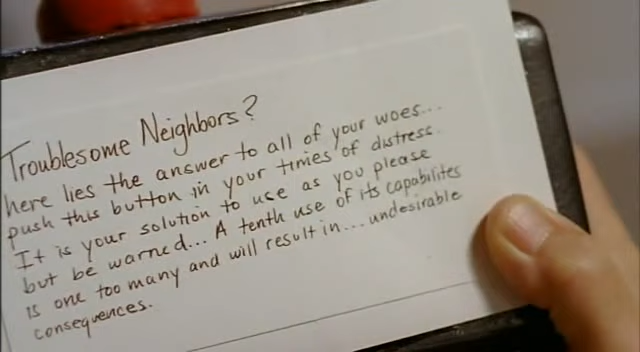 Troublesome Neighbors?
here lies the answer to all of your woes...
push this button in your times of distress.
It is your solution to use as you please
but be warned... A tenth use of its capabilites
is one too many and will result in... undesirable
consequences.